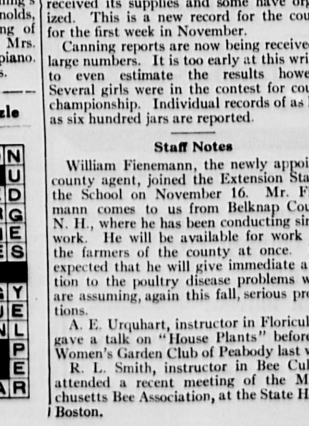 received its supplies and some have org
ized. This is a new record for the cou
for the first week in November.
Canning reports are now being receive
large numbers. It is too early at this wri
to even estimate the results howe
Several girls were in the contest for cou
championship. Individual records of as
as six hundred jars are reported.
Staff Notes
William Fienemann, the newly appoi
county agent, joined the Extension Sta
the School on November 16. Mr. F
mann comes to us from Belknap Cou
N. H., where he has been conducting sin
work. He will be available for work
the farmers of the county at once.
expected that he will give immediate a
tion to the poultry disease problems w
are assuming, again this fall, serious pro
tions.
A. E. Urquhart, instructor in Floricul
gave a talk on "House Plants" before
Women's Garden Club of Peabody last w
R. L. Smith, instructor in Bee Cul
attended a recent meeting of the M
chusetts Bee Association, at the State H
Boston.
nolds,
ng of
Mrs.
piano.
s.
zle
N
U
D
G
E
E S
Y
U E
N L
P
E
A R